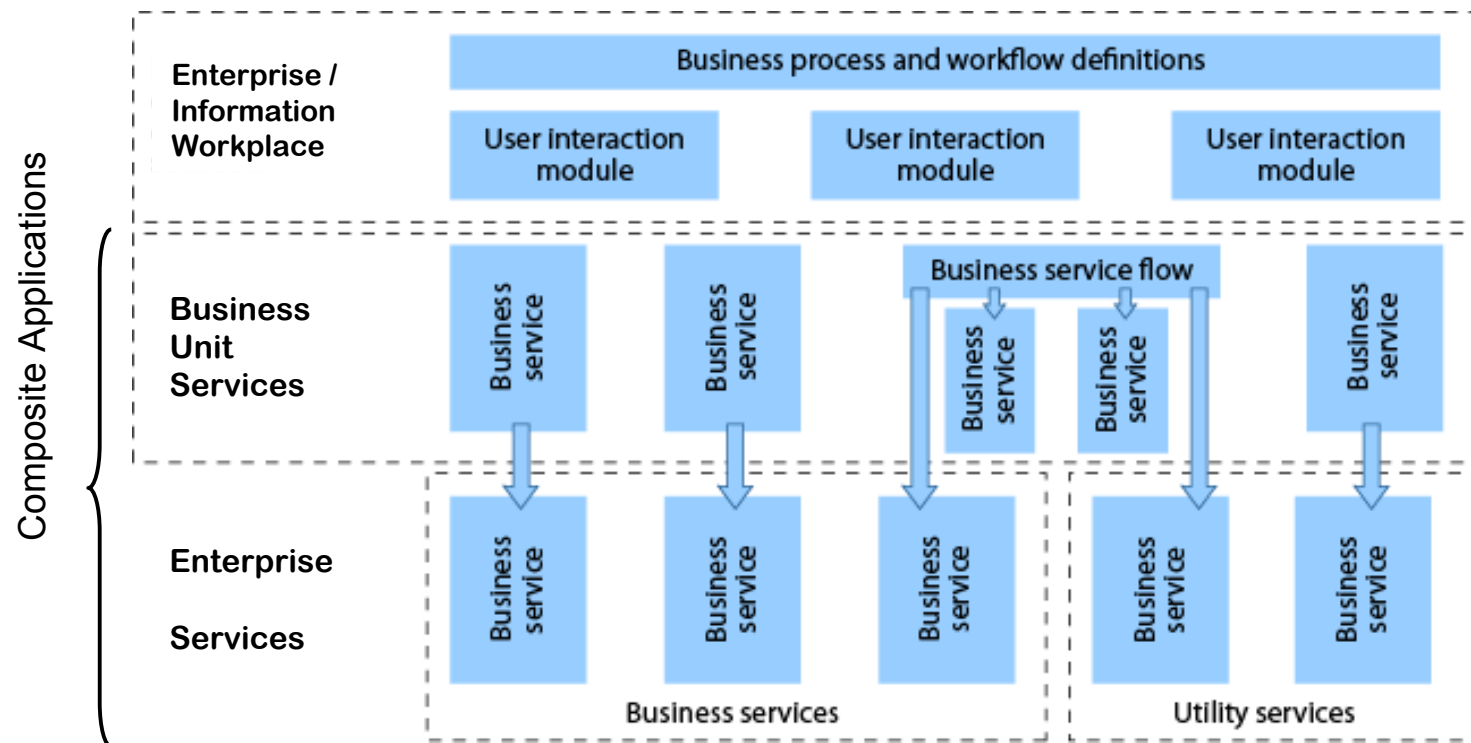 Composite Applications
Enterprise /
Information
Workplace
Business process and workflow definitions
User interaction
module
User interaction
module
User interaction
module
Business
Unit
Services
Business
service
Business
service
Business service flow
Business
service
Business
service
Business
service
Enterprise
Services
Business
service
Business
service
Business
service
Business
service
Business
service
Business services
Utility services